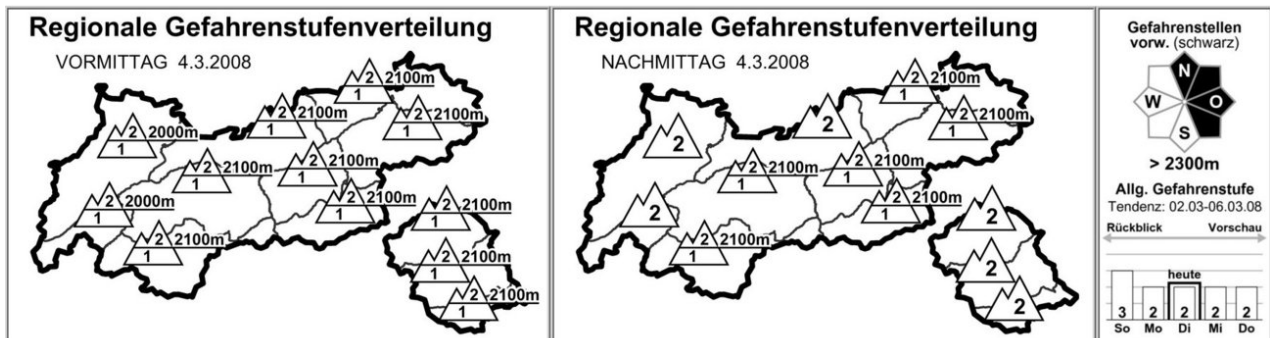 Regionale Gefahrenstufenverteilung
VORMITTAG 4.3.2008
2 2100m
1
2 2100m
1
2 2100m
1
2 2000m
1
2 2100m
1
2 2100m
1
2 2100m
1
2 2000m
1
2 2100m
1
2 2100m
1
2 2100m
1
2 2100m
1
Regionale Gefahrenstufenverteilung
NACHMITTAG 4.3.2008
2 2100m
1
2 2100m
1
2
2
2 2100m
1
2 2100m
1
2 2100m
1
2
2
2 2100m
1
2
2
Gefahrenstellen
vorw. (schwarz)
N
W O
S
> 2300m
Allg. Gefahrenstufe
Tendenz: 02.03-06.03.08
Rückblick Vorschau
heute
3 2 2 2 2
So Mo Di Mi Do